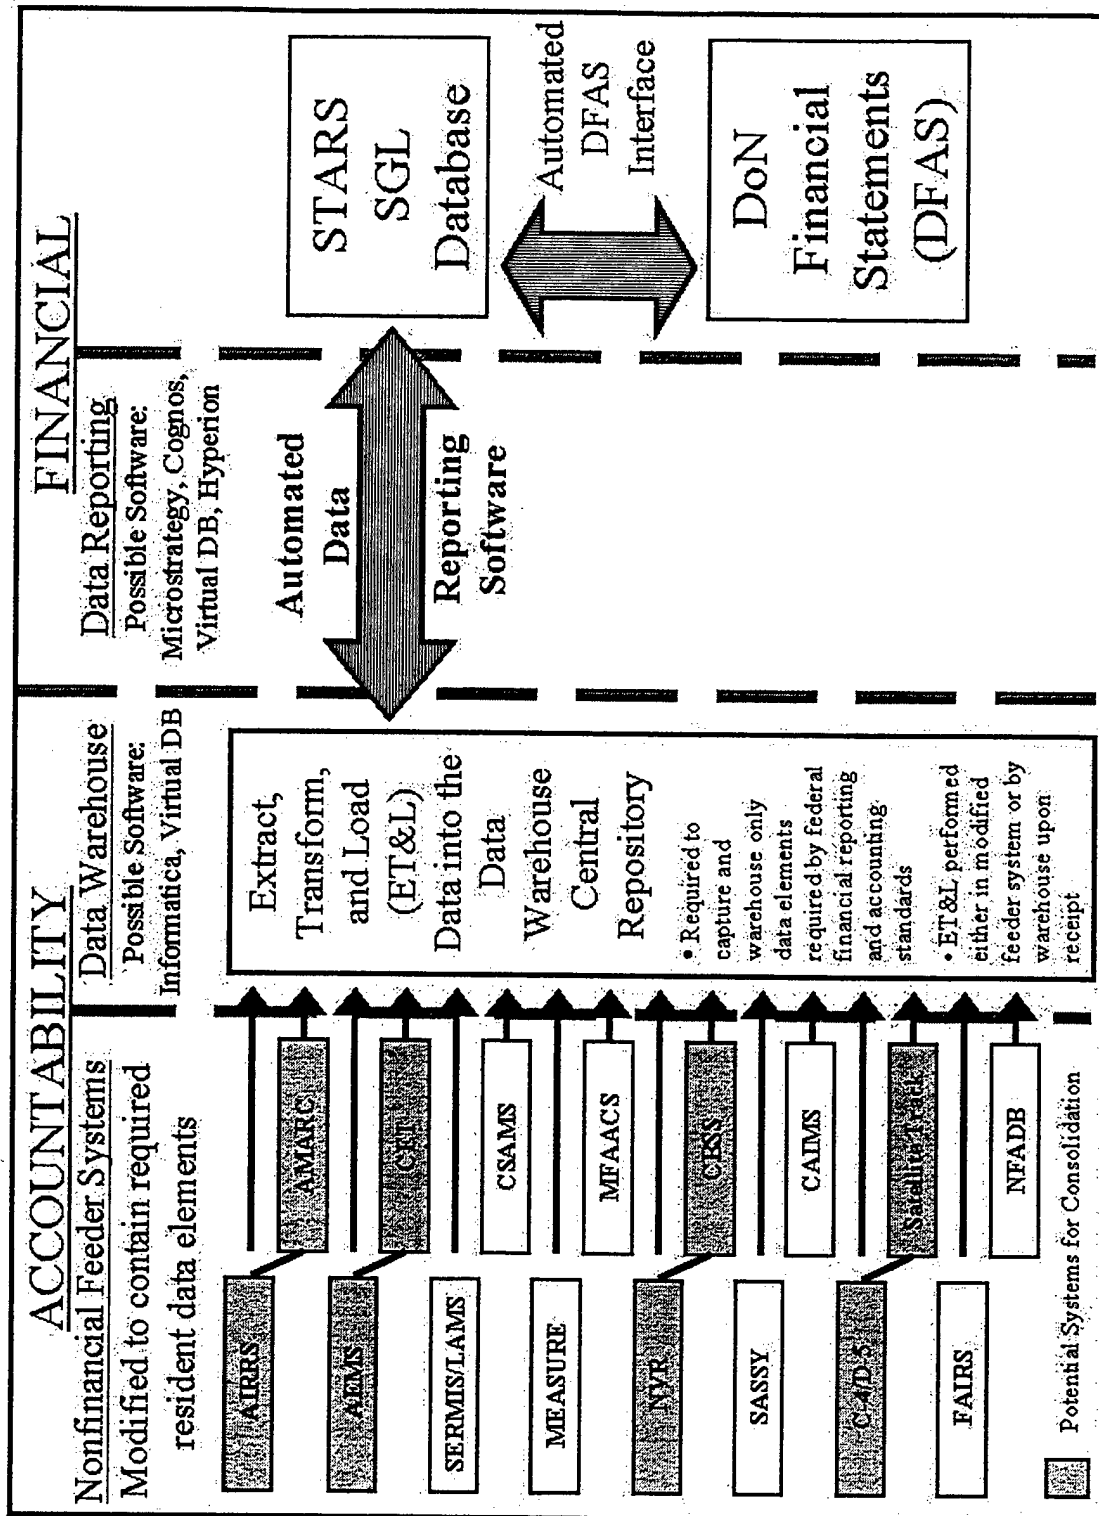 ACCOUNTABILITY
FINANCIAL
Nonfinancial Feeder Systems
Modified to contain required
resident data elements
Data Warehouse
Possible Software:
Informatica, Virtual DB
Data Reporting
Possible Software:
Microstrategy, Cognos,
Virtual DB, Hyperion
AIRRS
AMARC
AEMS
CET
SERMIS/LAMS
CSAMS
MEASURE
MFAACS
NVR
CBSS
SASSY
CAIMS
C-4/D-5
Satellite Track
FAIRS
NFADB
Potential Systems for Consolidation
Extract,
Transform,
and Load
(ET&L)
Data into the
Data
Warehouse
Central
Repository
• Required to
capture and
warehouse only
data elements
required by federal
financial reporting
and accounting
standards
• ET&L performed
either in modified
feeder system or by
warehouse upon
receipt
Automated
Data
Reporting
Software
STARS
SGL
Database
Automated
DFAS
Interface
DoN
Financial
Statements
(DFAS)